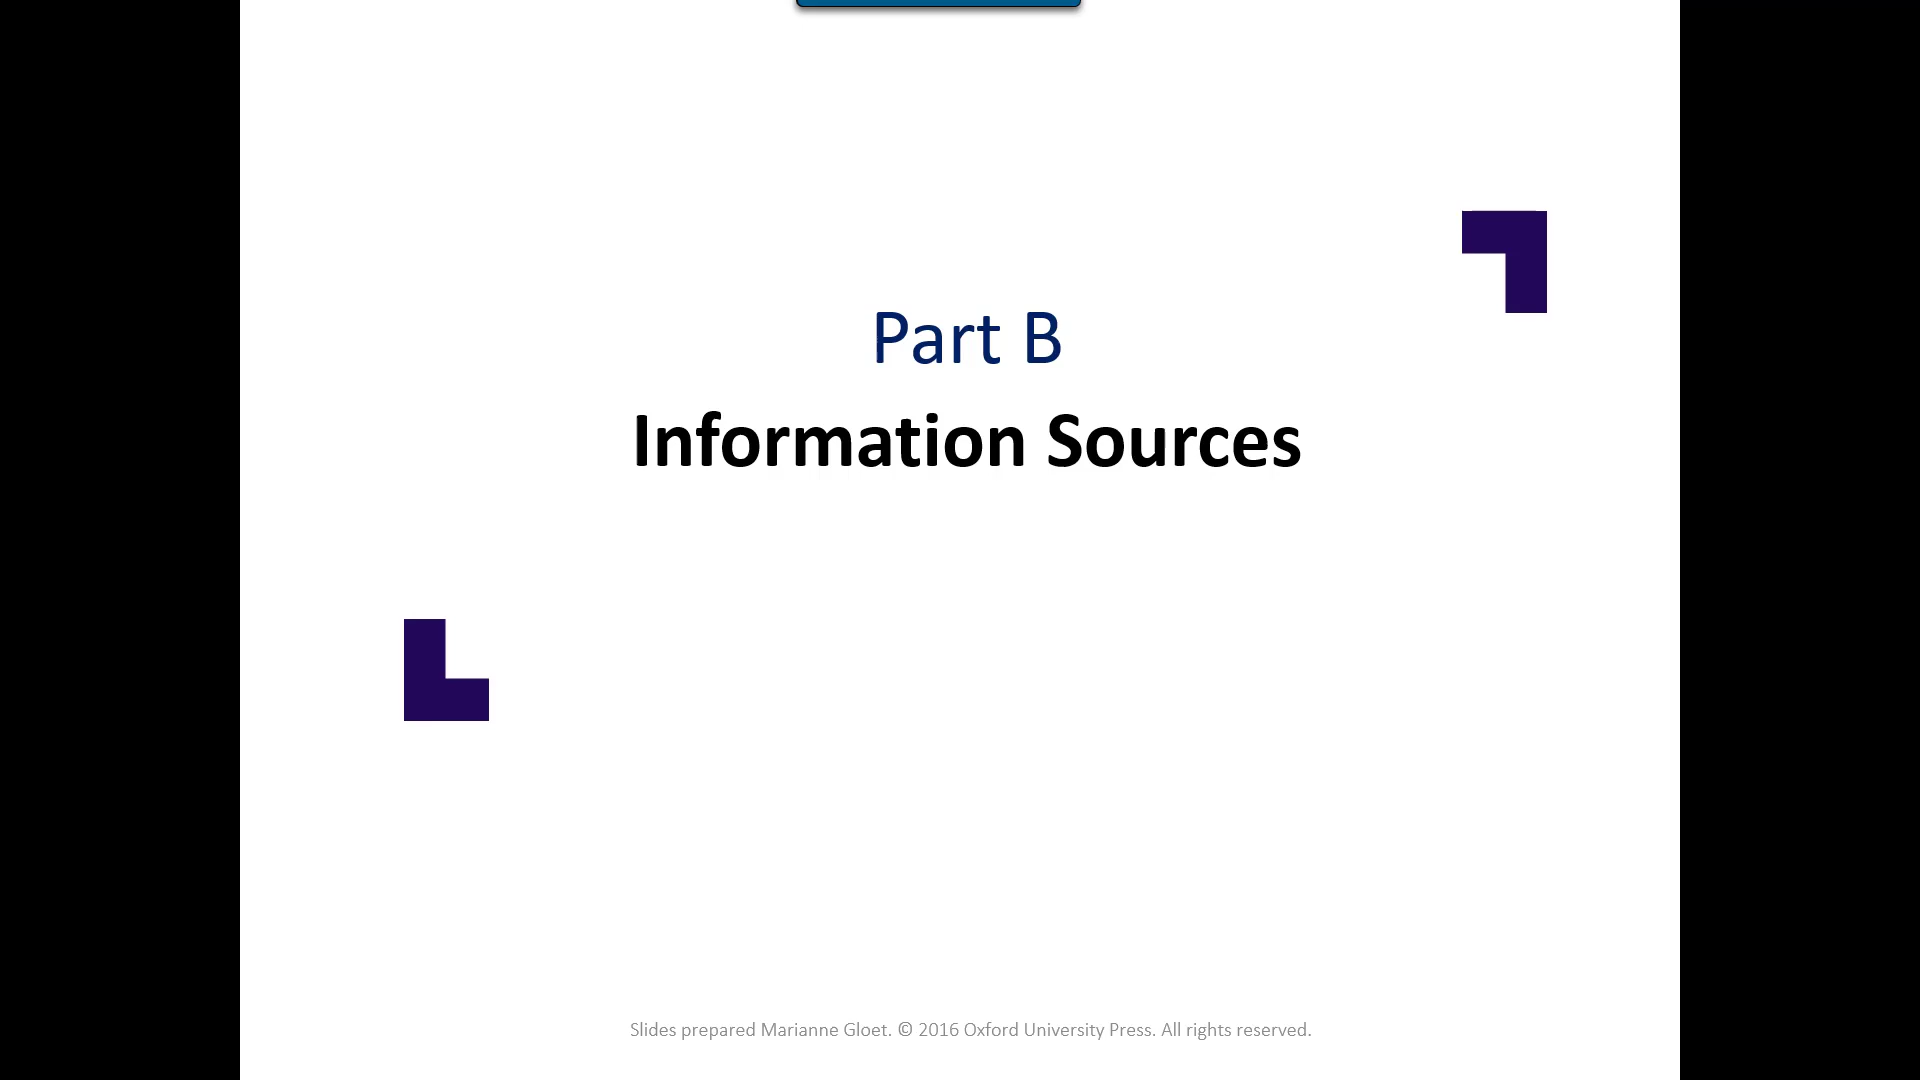 Part B
Information Sources
Slides prepared Marianne Gloet. © 2016 Oxford University Press. All rights reserved.